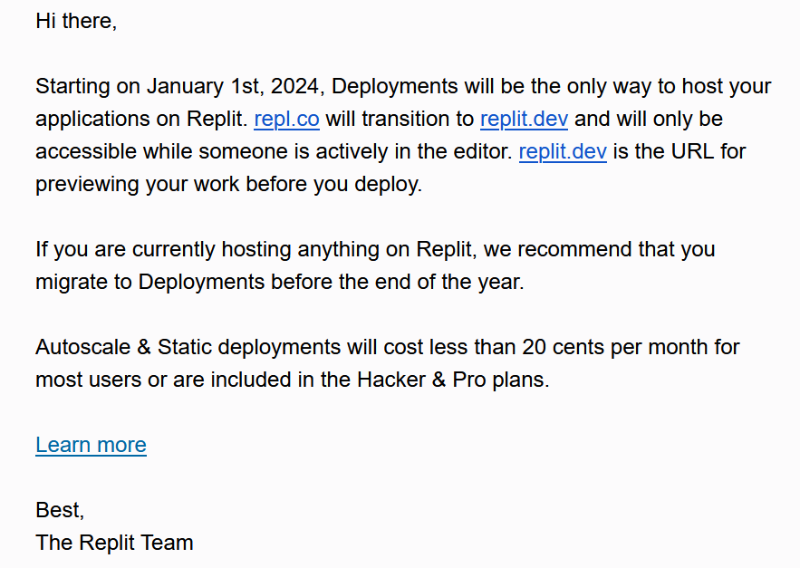 Hi there,
Starting on January 1st, 2024, Deployments will be the only way to host your
applications on Replit. repl.co will transition to replit.dev and will only be
accessible while someone is actively in the editor. replit.dev is the URL for
previewing your work before you deploy.
If you are currently hosting anything on Replit, we recommend that you
migrate to Deployments before the end of the year.
Autoscale & Static deployments will cost less than 20 cents per month for
most users or are included in the Hacker & Pro plans.
Learn more
Best,
The Replit Team